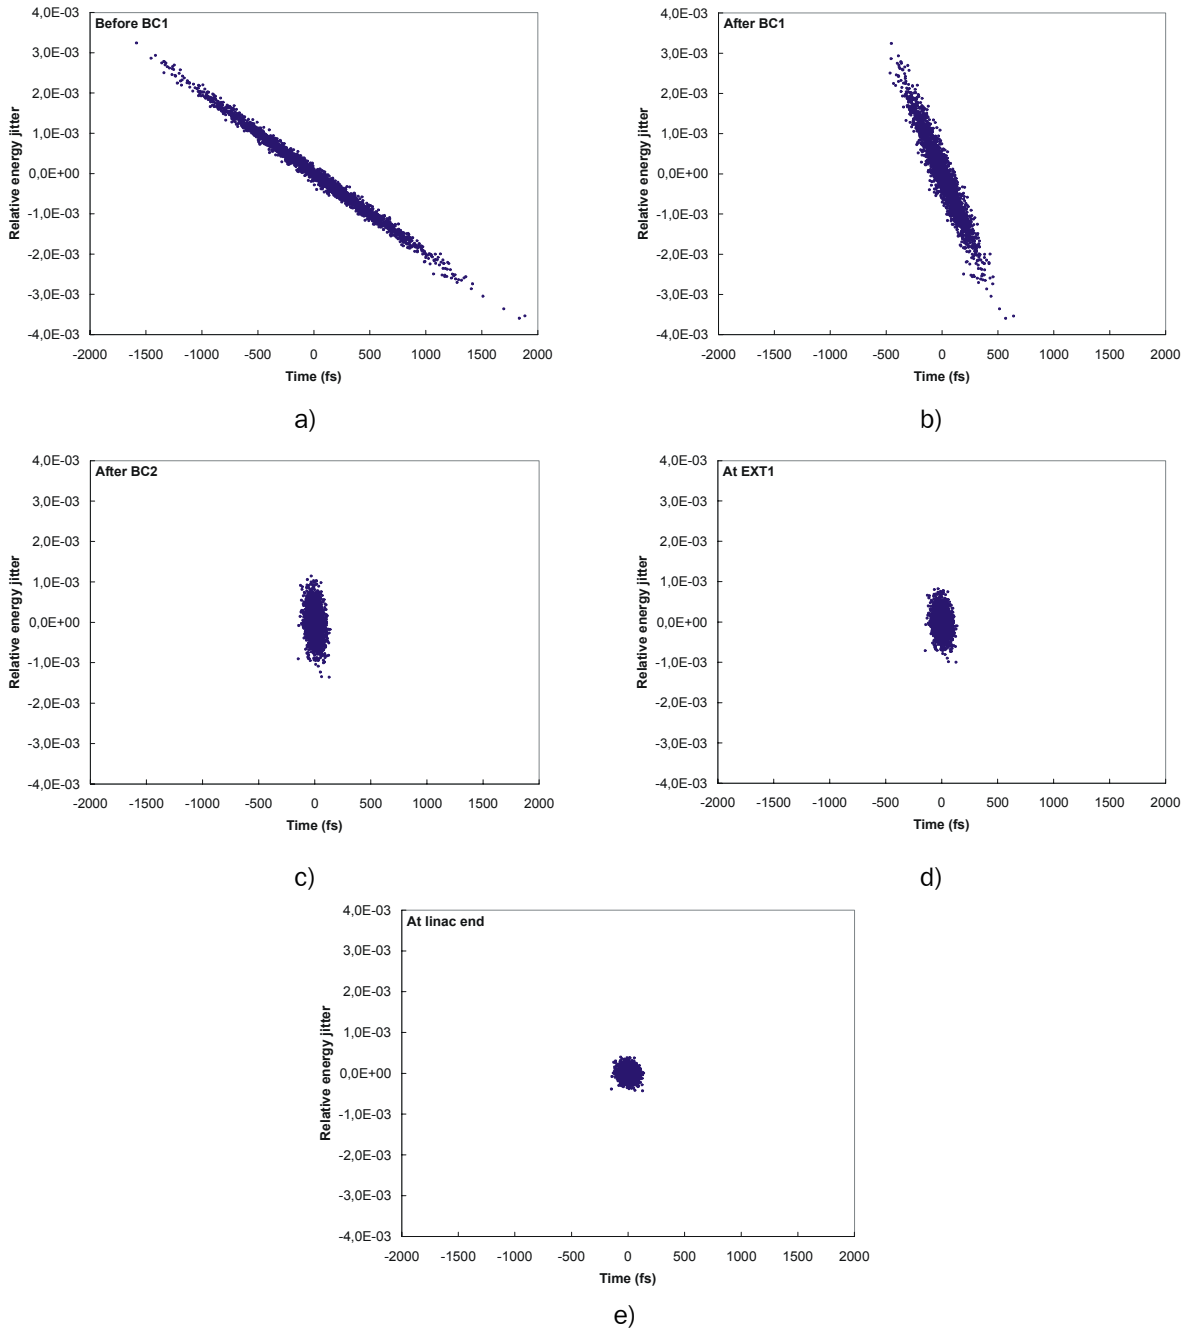 Before BC1
Relative energy jitter
4,0E-03
3,0E-03
2,0E-03
1,0E-03
0,0E+00
-1,0E-03
-2,0E-03
-3,0E-03
-4,0E-03
-2000 -1500 -1000 -500 0 500 1000 1500 2000
Time (fs)
a)
After BC1
Relative energy jitter
4,0E-03
3,0E-03
2,0E-03
1,0E-03
0,0E+00
-1,0E-03
-2,0E-03
-3,0E-03
-4,0E-03
-2000 -1500 -1000 -500 0 500 1000 1500 2000
Time (fs)
b)
After BC2
Relative energy jitter
4,0E-03
3,0E-03
2,0E-03
1,0E-03
0,0E+00
-1,0E-03
-2,0E-03
-3,0E-03
-4,0E-03
-2000 -1500 -1000 -500 0 500 1000 1500 2000
Time (fs)
c)
At EXT1
Relative energy jitter
4,0E-03
3,0E-03
2,0E-03
1,0E-03
0,0E+00
-1,0E-03
-2,0E-03
-3,0E-03
-4,0E-03
-2000 -1500 -1000 -500 0 500 1000 1500 2000
Time (fs)
d)
At linac end
Relative energy jitter
4,0E-03
3,0E-03
2,0E-03
1,0E-03
0,0E+00
-1,0E-03
-2,0E-03
-3,0E-03
-4,0E-03
-2000 -1500 -1000 -500 0 500 1000 1500 2000
Time (fs)
e)